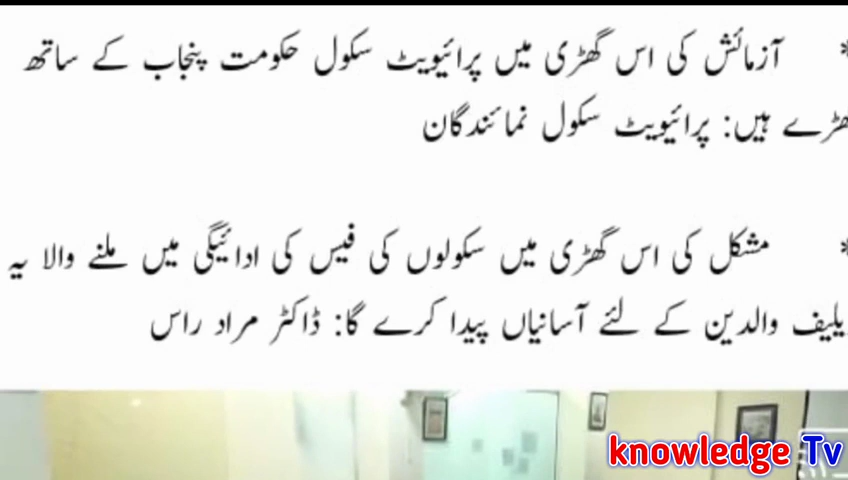 * آزمائش کی اس گھڑی میں پرائیویٹ سکول حکومت پنجاب کے ساتھ
ھڑے ہیں: پرائیویٹ سکول نمائندگان
* مشکل کی اس گھڑی میں سکولوں کی فیس کی ادائیگی میں ملنے والا یہ
یلیف والدین کے لئے آسانیاں پیدا کرے گا: ڈاکٹر مراد راس
knowledge Tv